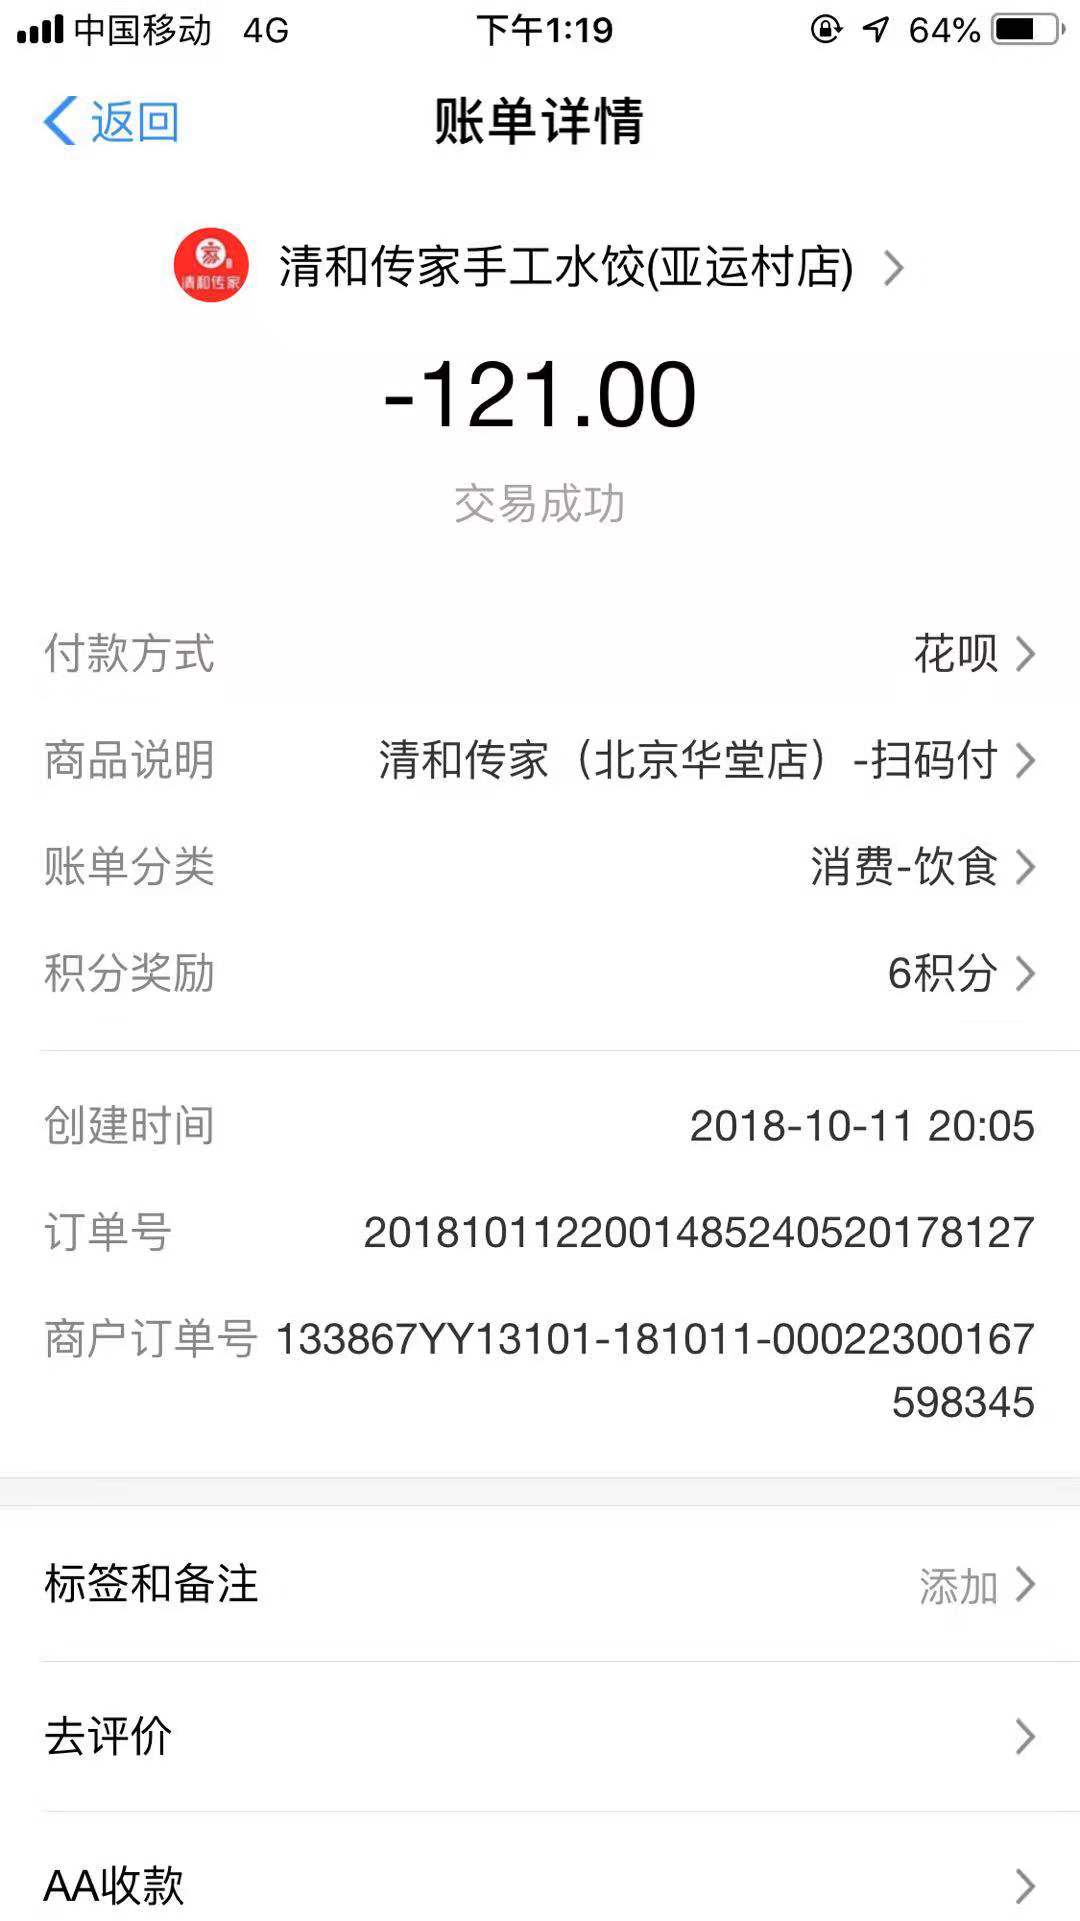 中国移动 4G 下午1:19 64%
返回 账单详情
家 清和传家 清和传家手工水饺(亚运村店)
-121.00
交易成功
付款方式 花呗
商品说明 清和传家（北京华堂店）-扫码付
账单分类 消费-饮食
积分奖励 6积分
创建时间 2018-10-11 20:05
订单号 2018101122001485240520178127
商户订单号 133867YY13101-181011-00022300167
598345
标签和备注 添加
去评价
AA收款